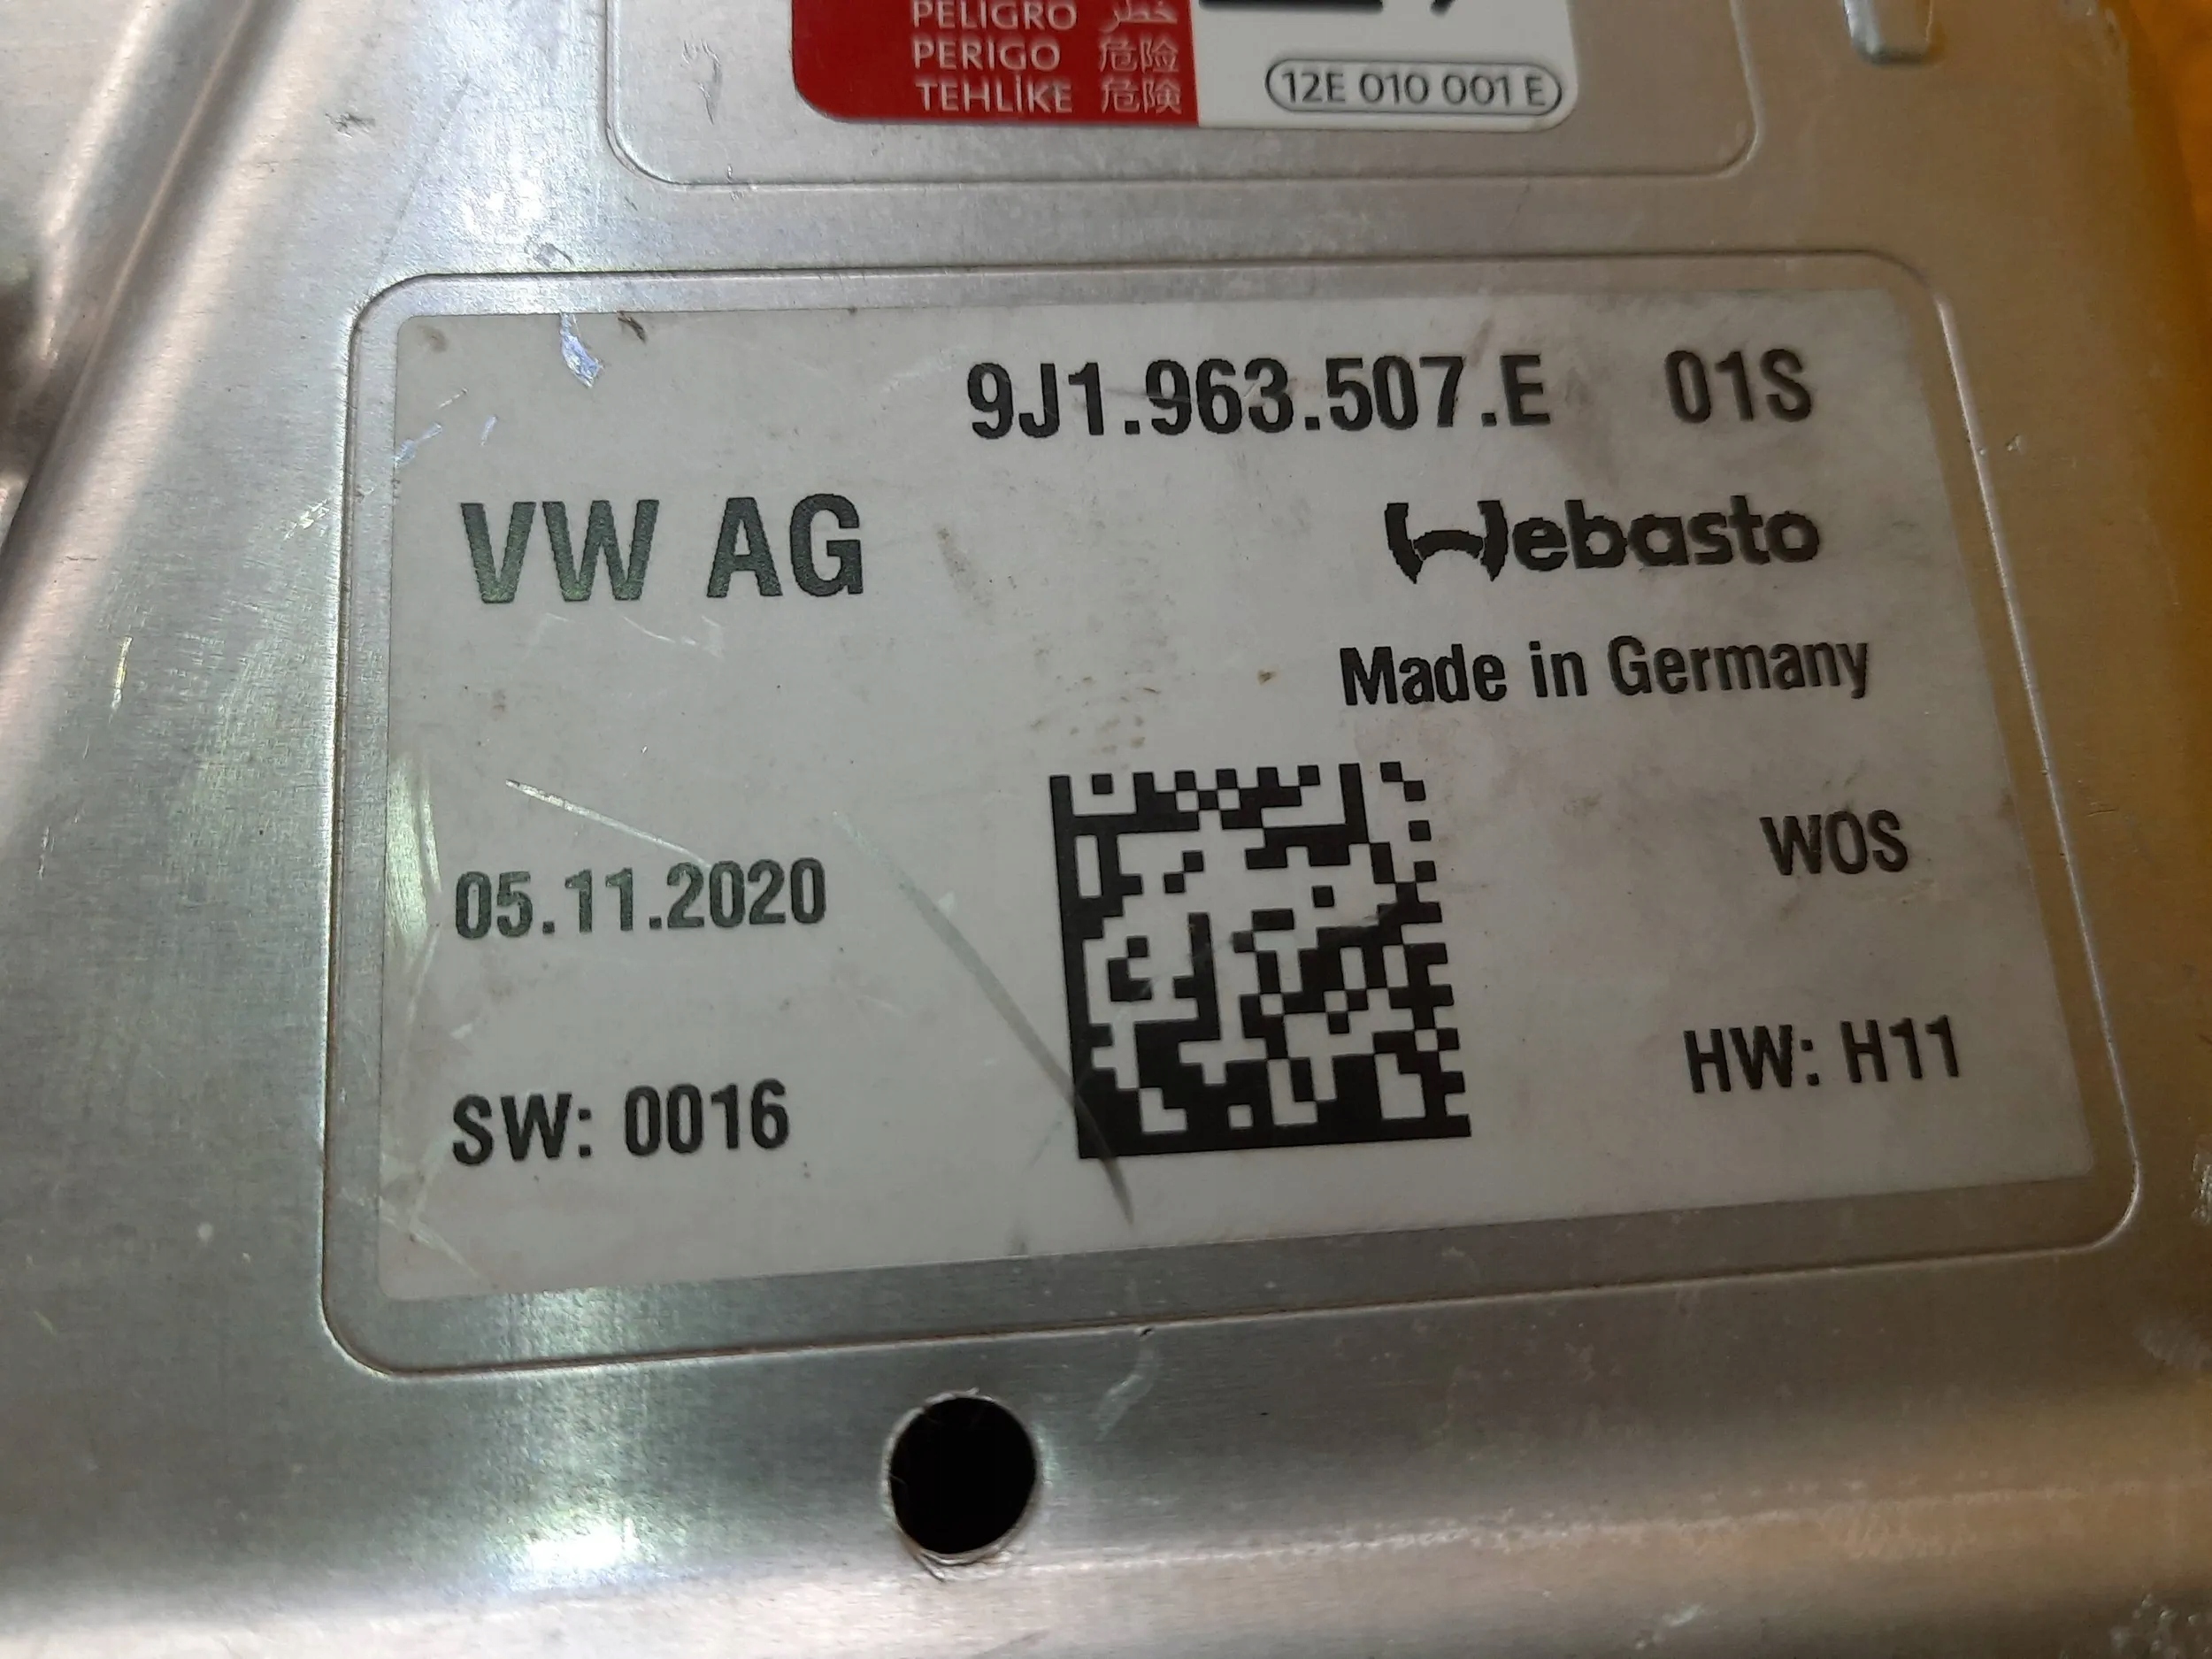 PELIGRO خطر
PERIGO 危险
TEHLİKE 危険
12E 010 001 E
9J1.963.507.E 01S
VW AG
Webasto
Made in Germany
05.11.2020
WOS
SW: 0016
HW: H11